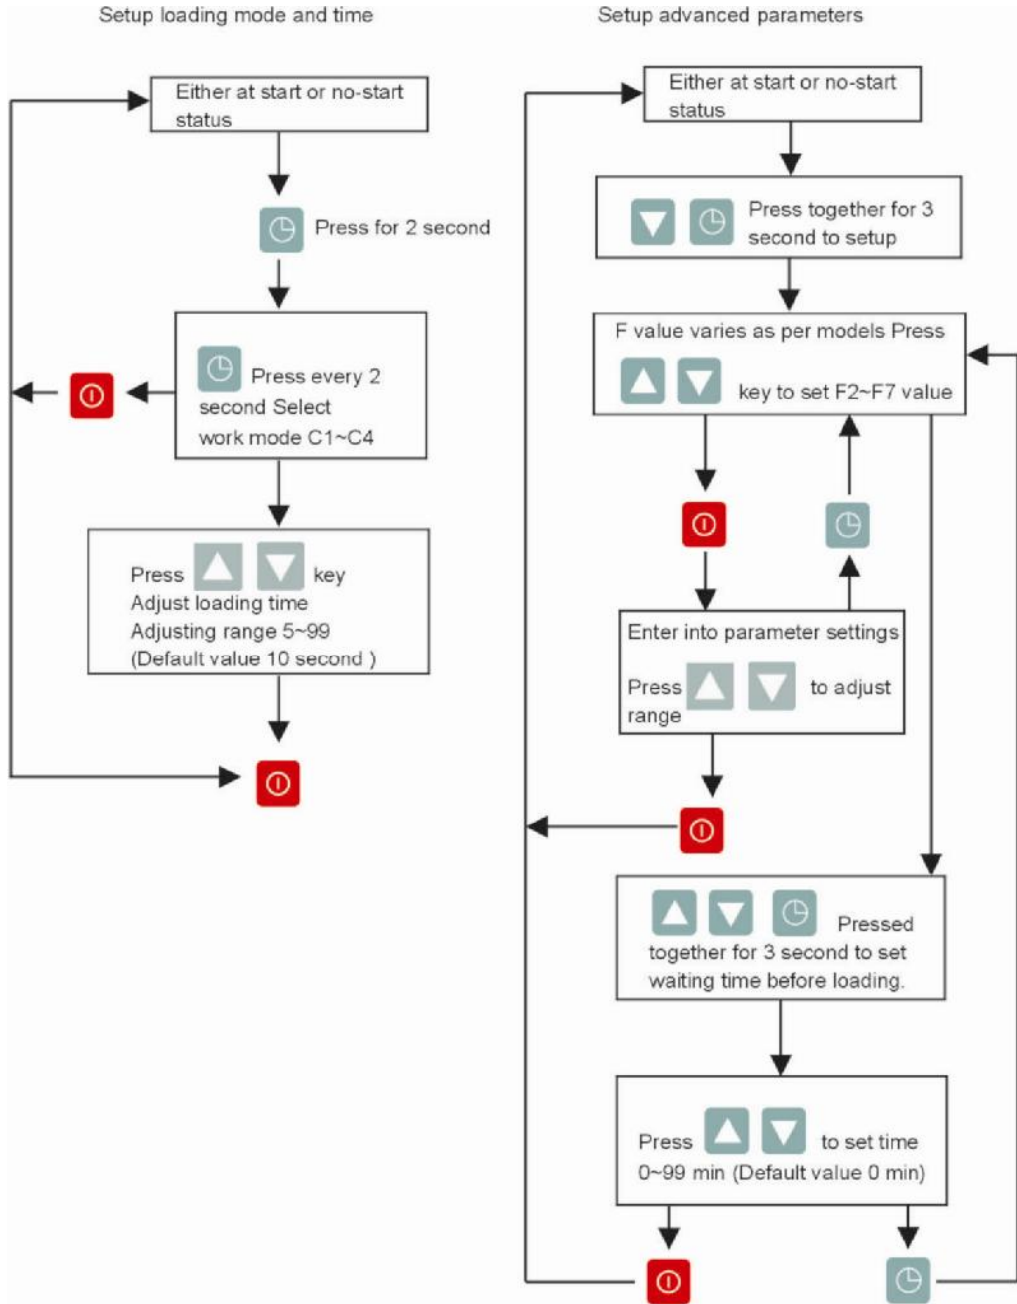 Setup loading mode and time
Either at start or no-start
status
Press for 2 second
Press every 2
second Select
work mode C1~C4
Press key
Adjust loading time
Adjusting range 5~99
(Default value 10 second )
Setup advanced parameters
Either at start or no-start
status
Press together for 3
second to setup
F value varies as per models Press
key to set F2~F7 value
Enter into parameter settings
Press to adjust
range
Pressed
together for 3 second to set
waiting time before loading.
Press to set time
0~99 min (Default value 0 min)